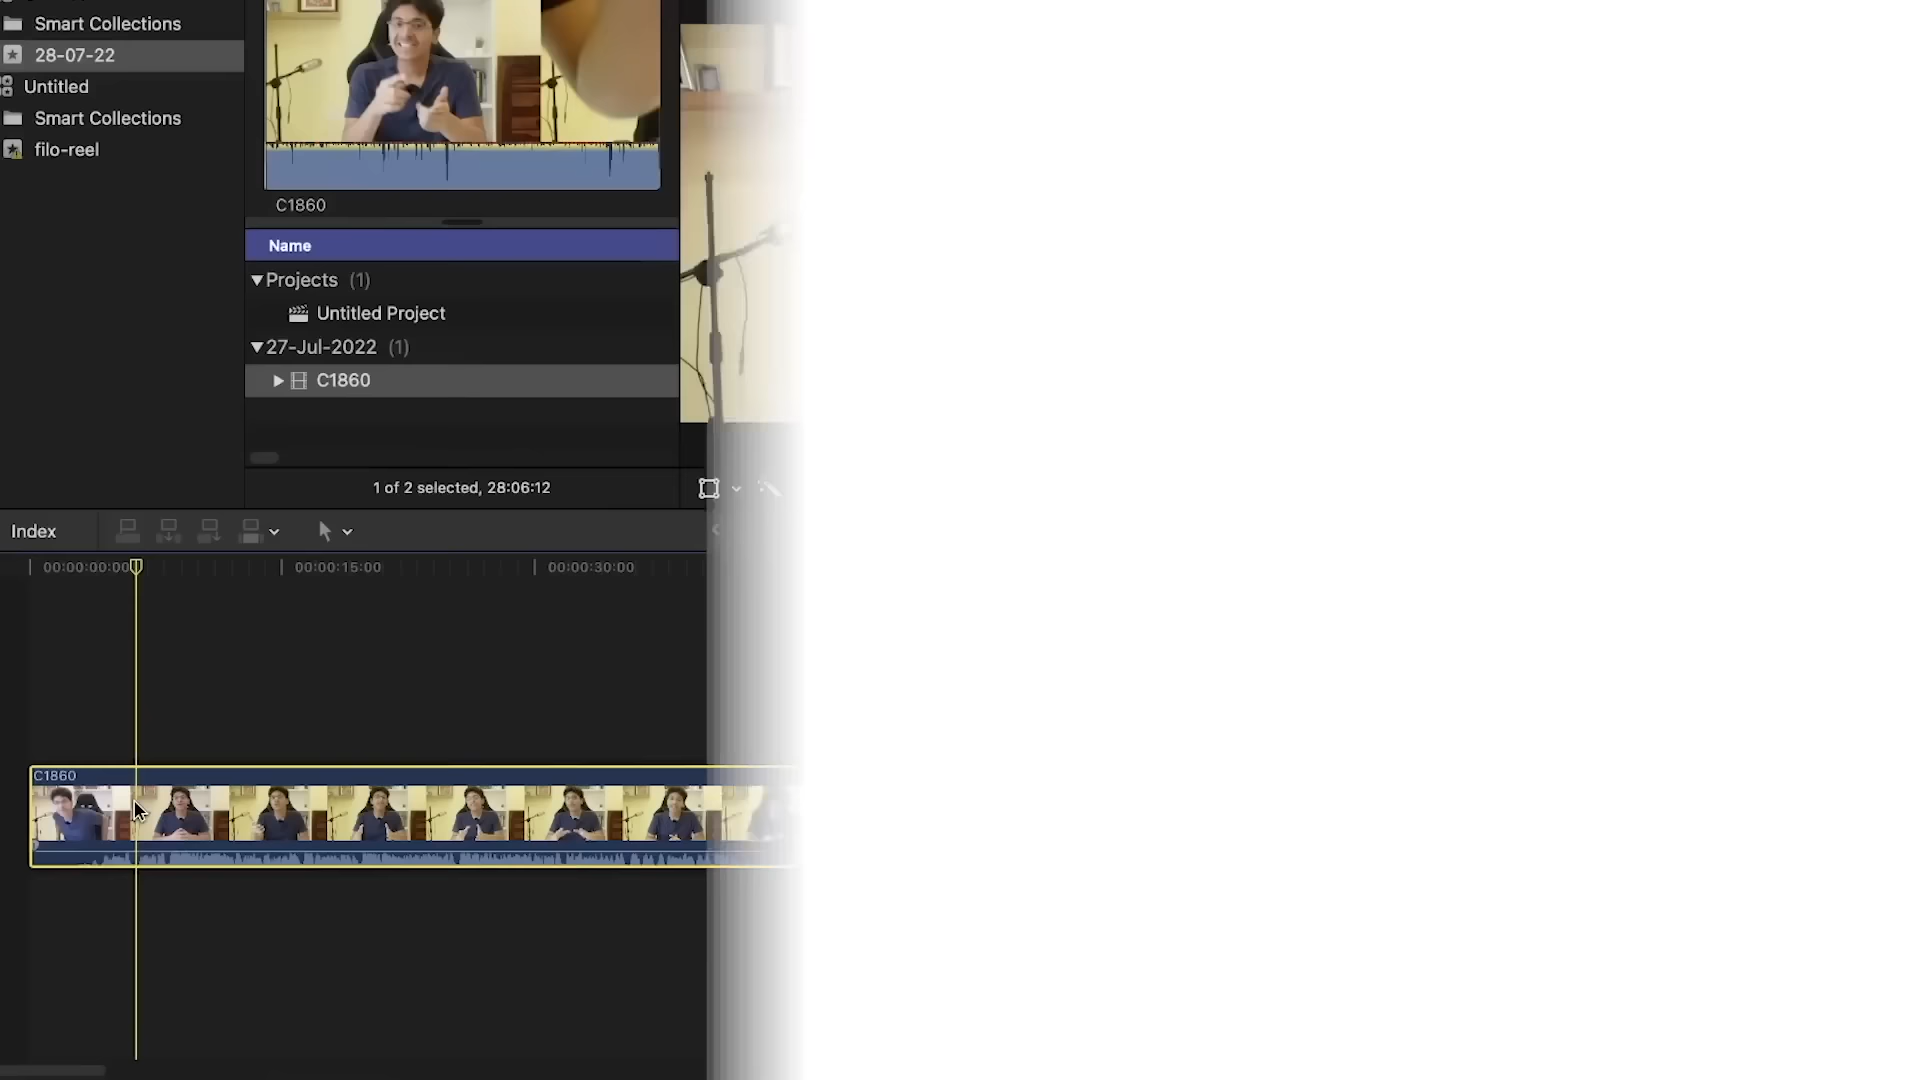 Smart Collections
28-07-22
Untitled
Smart Collections
filo-reel
C1860
Name
Projects (1)
Untitled Project
27-Jul-2022 (1)
C1860
1 of 2 selected, 28:06:12
Index
00:00:00:00
00:00:15:00
00:00:30:00
C1860